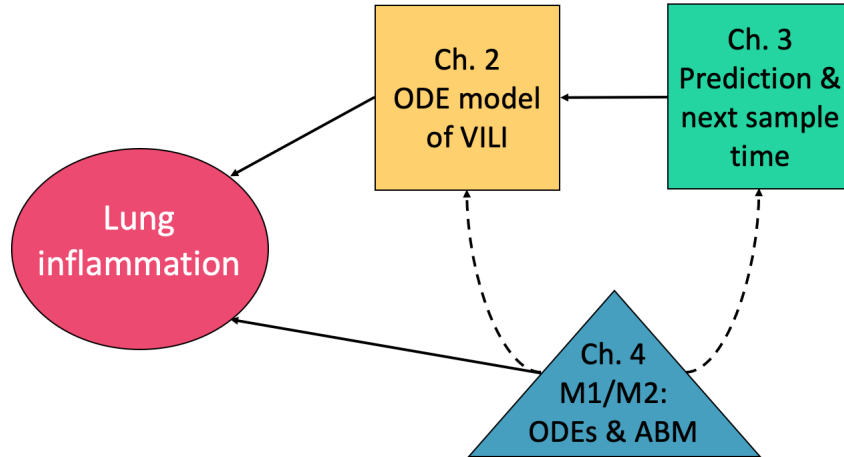 Ch. 2
ODE model
of VILI
Ch. 3
Prediction &
next sample
time
Lung
inflammation
Ch. 4
M1/M2:
ODEs & ABM